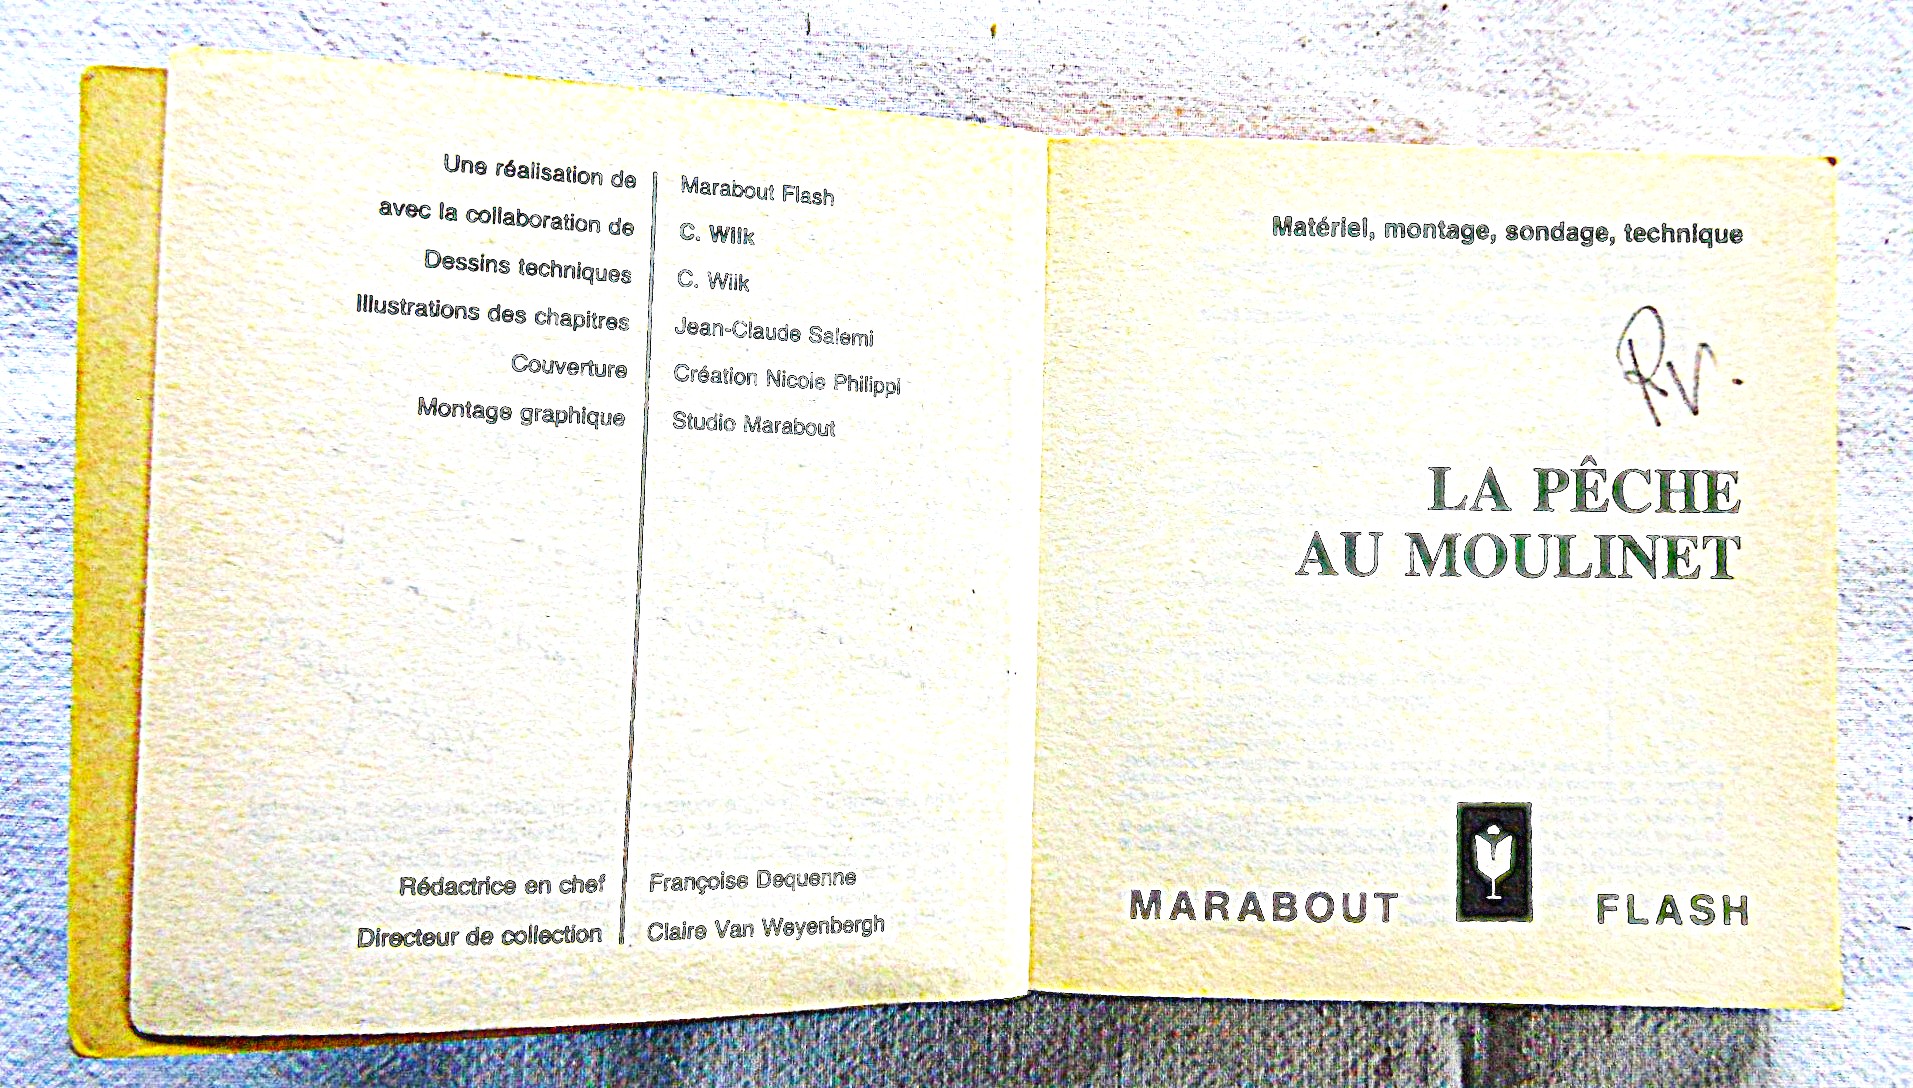 Une réalisation de Marabout Flash
avec la collaboration de C. Wilk
Dessins techniques C. Wilk
Illustrations des chapitres Jean-Claude Salemi
Couverture Création Nicole Philippi
Montage graphique Studio Marabout
Rédactrice en chef Françoise Dequenne
Directeur de collection Claire Van Weyenbergh
Matériel, montage, sondage, technique
RV.
LA PÊCHE
AU MOULINET
MARABOUT FLASH